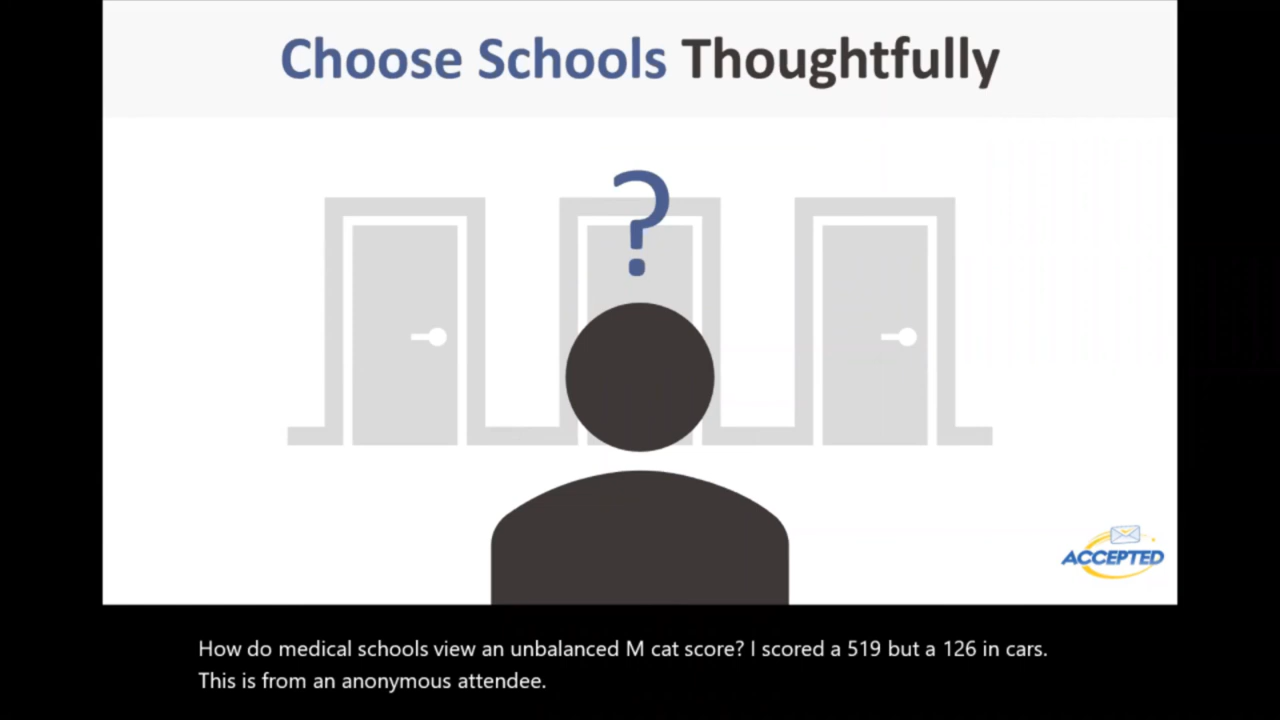 Choose Schools Thoughtfully
?
ACCEPTED
How do medical schools view an unbalanced M cat score? I scored a 519 but a 126 in cars.
This is from an anonymous attendee.